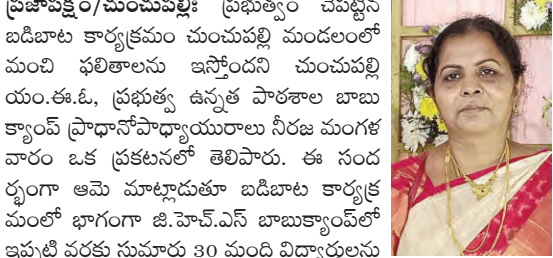 ప్రజాపక్షం/చుంచుపల్లిః ప్రభుత్వం చేపట్టిన
బడిబాట కార్యక్రమం చుంచుపల్లి మండలంలో
మంచి ఫలితాలను ఇస్తోందని చుంచుపల్లి
యం.ఈ.ఓ, ప్రభుత్వ ఉన్నత పాఠశాల బాబు
క్యాంప్ ప్రాధానోపాధ్యాయురాలు నీరజ మంగళ
వారం ఒక ప్రకటనలో తెలిపారు. ఈ సంద
ర్భంగా ఆమె మాట్లాడుతూ బడిబాట కార్యక్ర
మంలో భాగంగా జి.హెచ్.ఎస్ బాబుక్యాంప్‌లో
ఇప్పటి వరకు సుమారు 30 మంది విద్యార్థులను